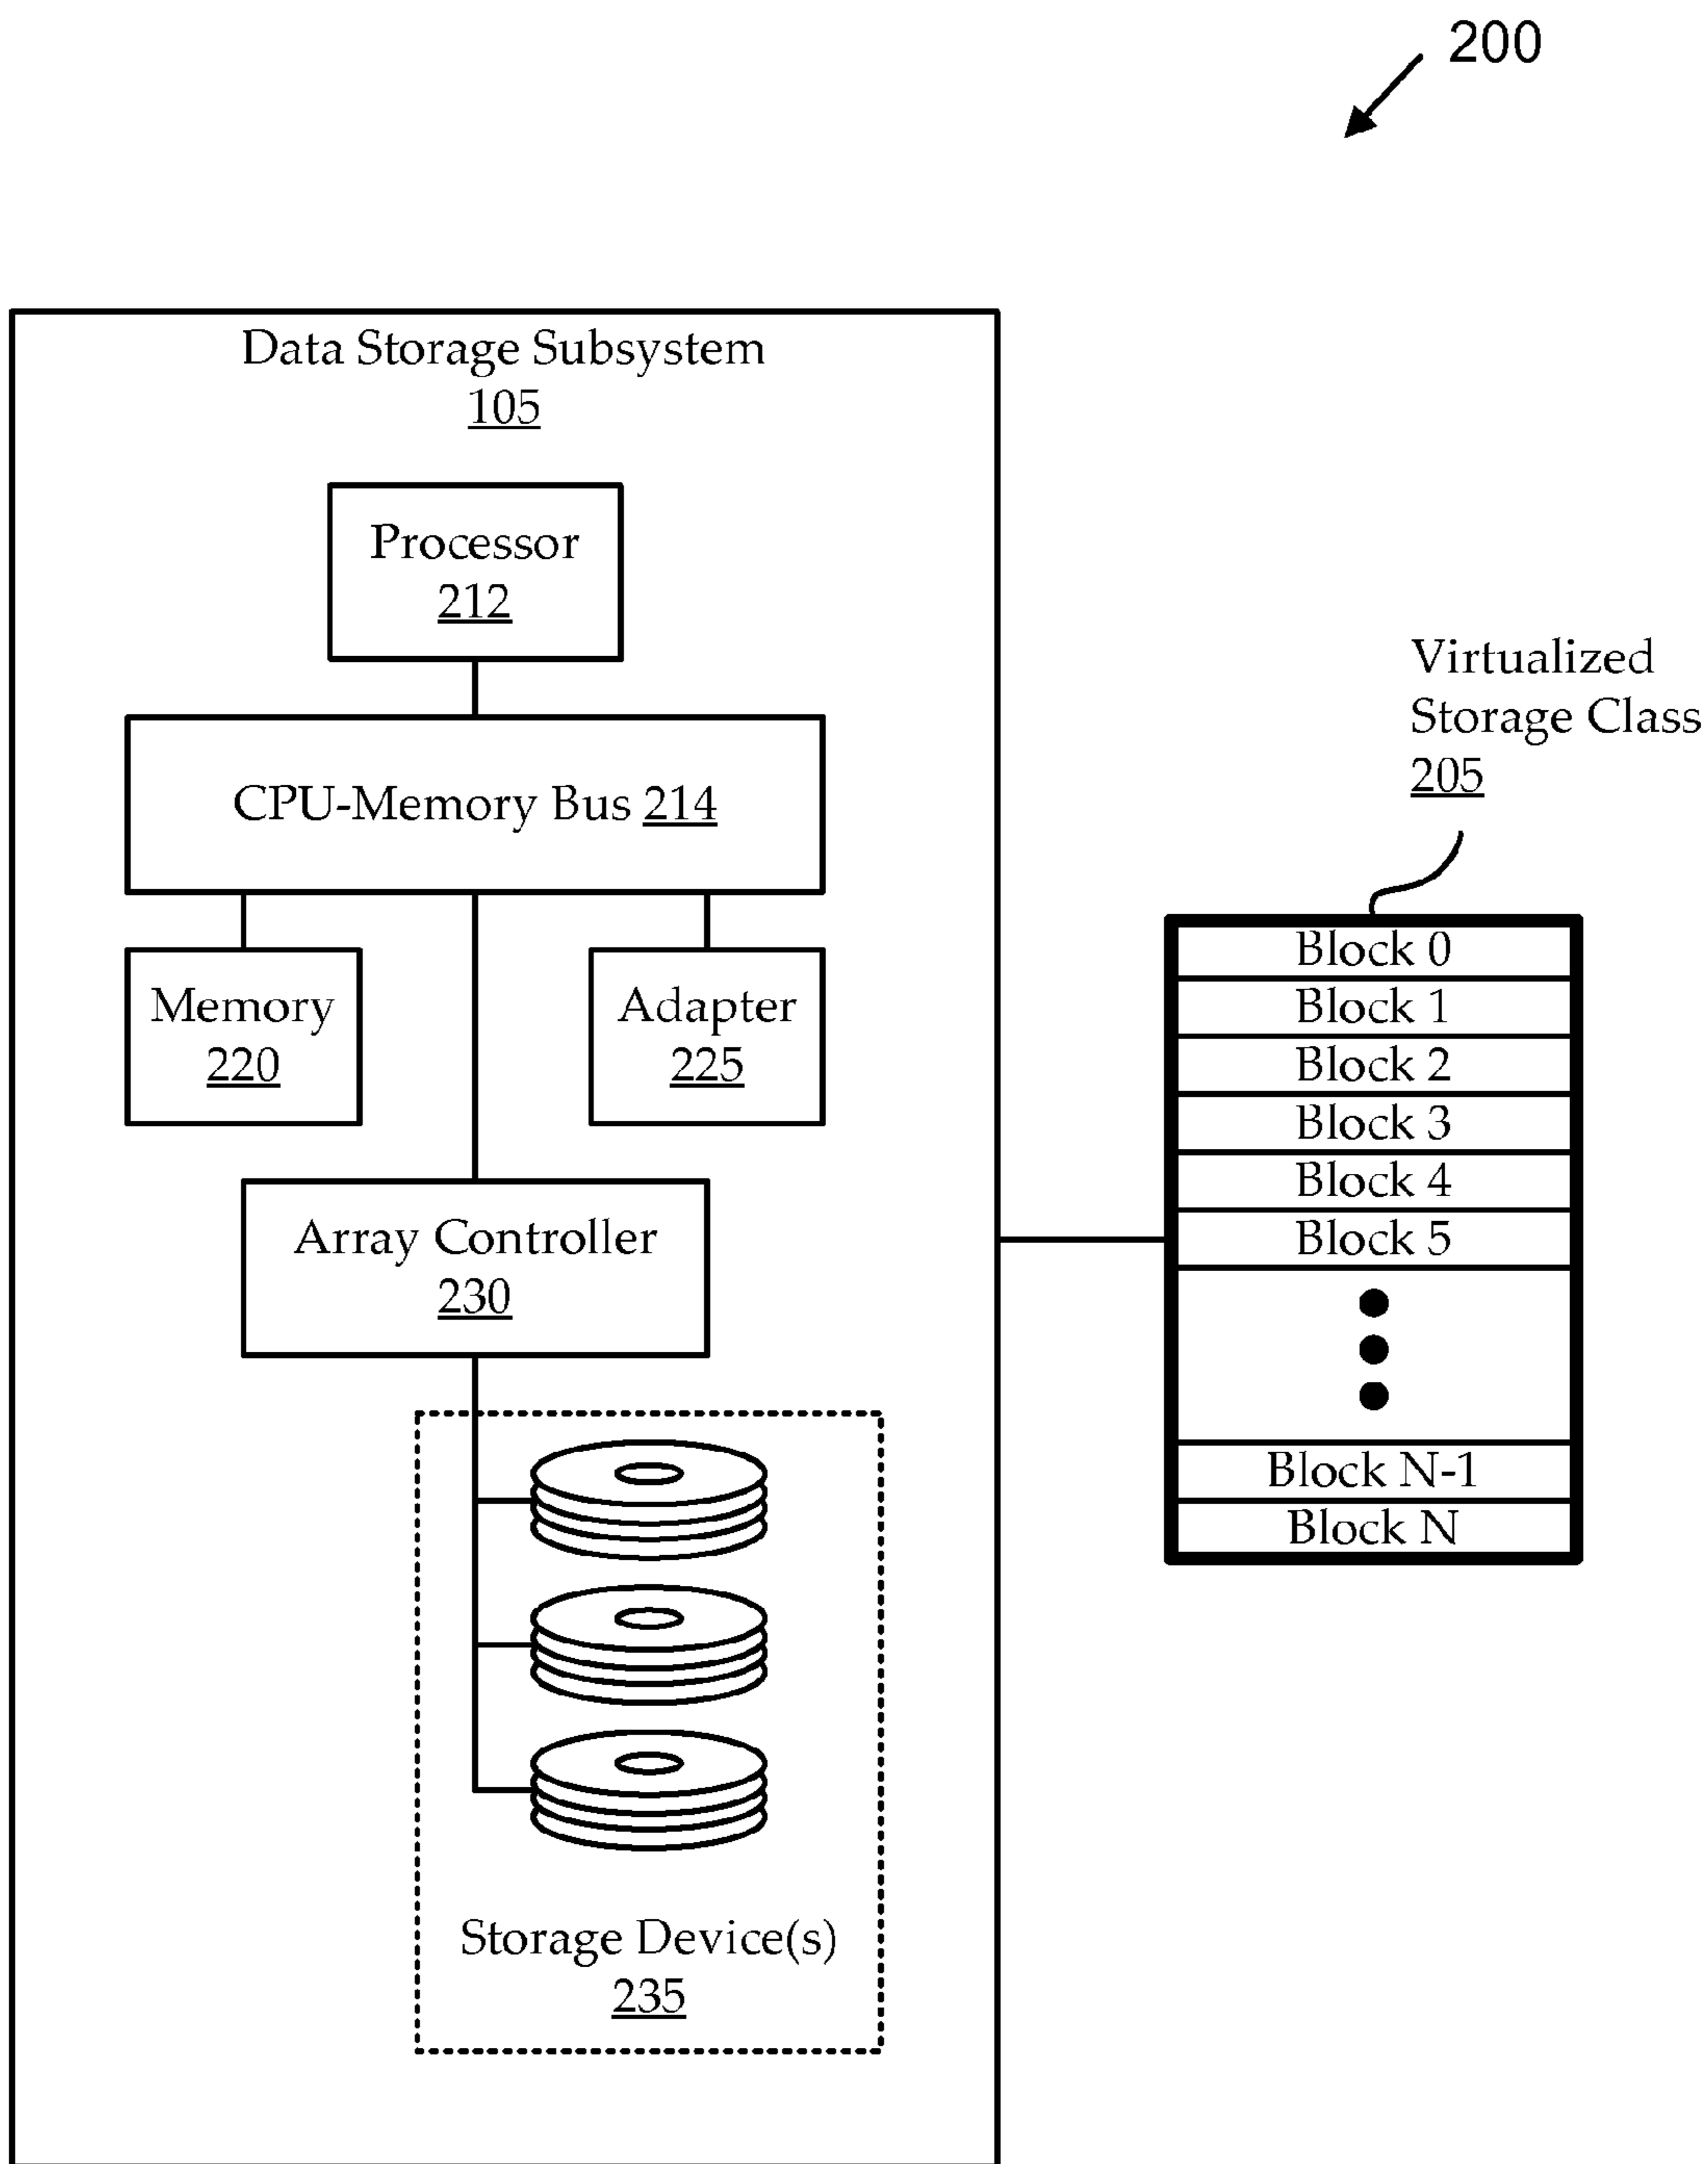 200
Data Storage Subsystem
105
Processor
212
CPU-Memory Bus 214
Memory
220
Adapter
225
Array Controller
230
Storage Device(s)
235
Virtualized
Storage Class
205
Block 0
Block 1
Block 2
Block 3
Block 4
Block 5
Block N-1
Block N